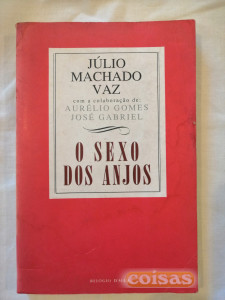 JÚLIO
MACHADO
VAZ
com a colaboração de:
AURÉLIO GOMES
JOSÉ GABRIEL
O SEXO
DOS ANJOS
coisas